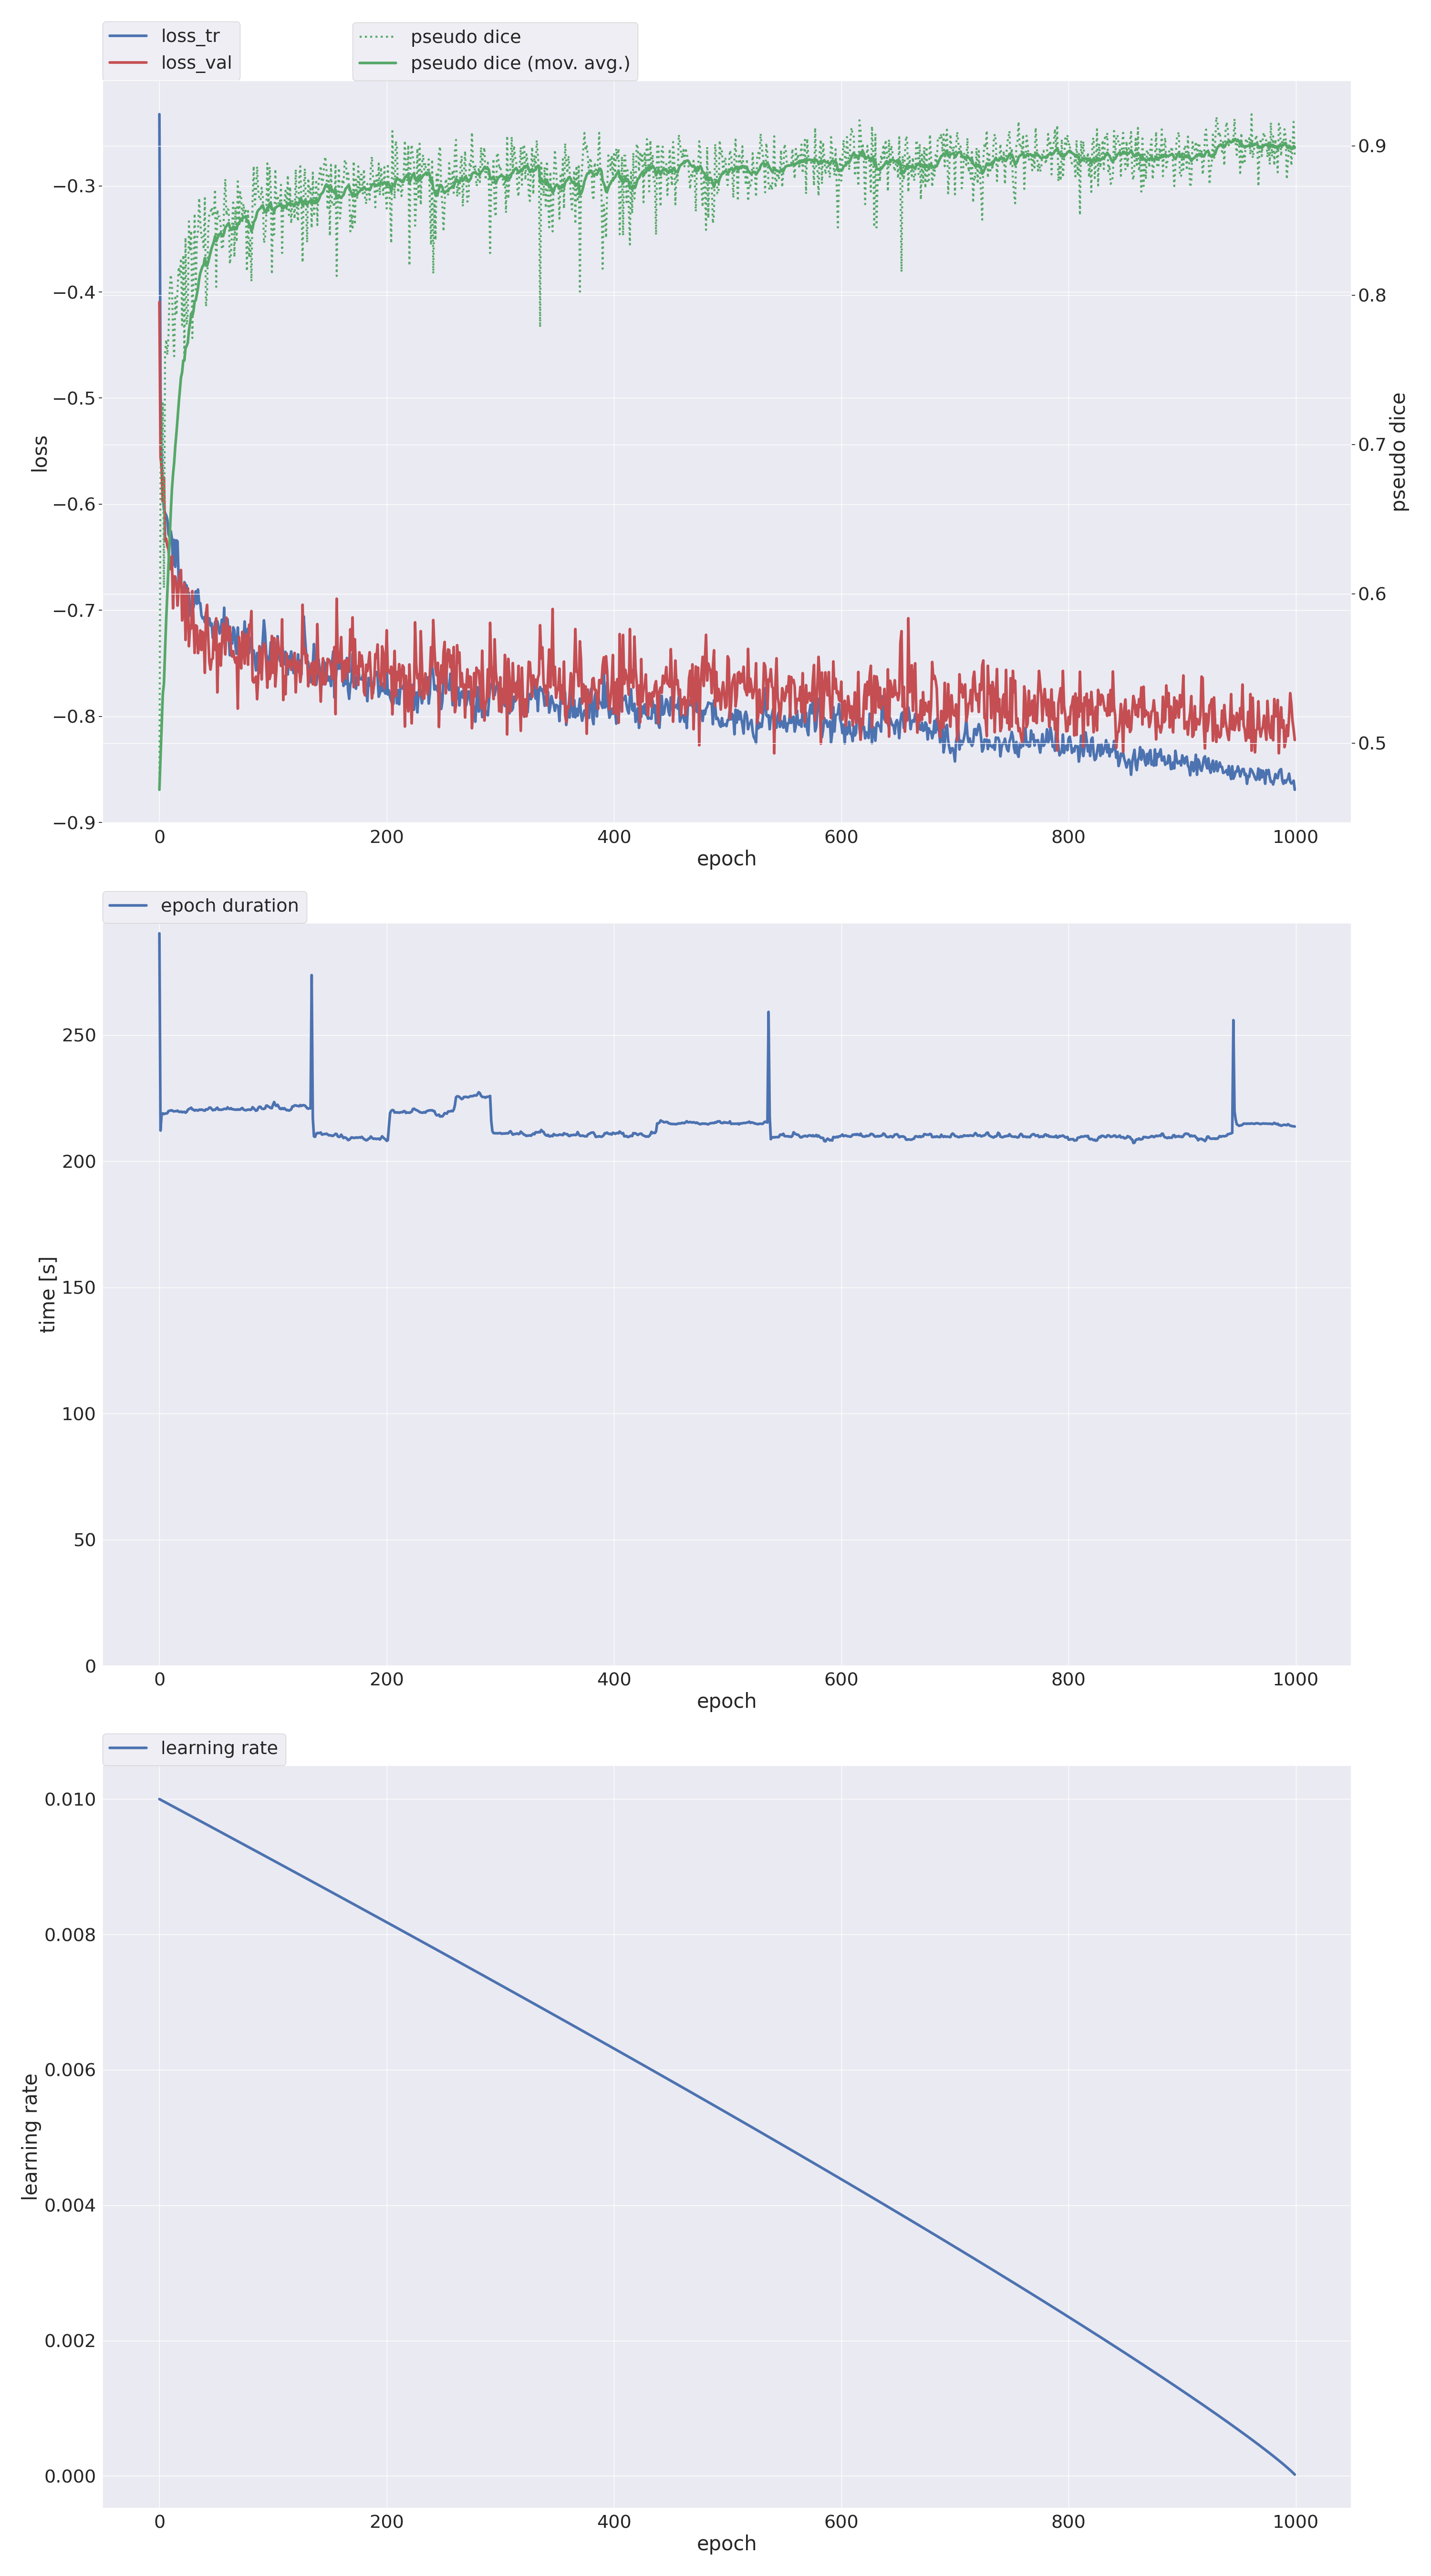 loss_tr
loss_val
pseudo dice
pseudo dice (mov. avg.)
−0.3
−0.4
−0.5
−0.6
−0.7
−0.8
−0.9
loss
0.9
0.8
0.7
0.6
0.5
pseudo dice
0 200 400 600 800 1000
epoch
epoch duration
250
200
150
100
50
0
time [s]
0 200 400 600 800 1000
epoch
learning rate
0.010
0.008
0.006
0.004
0.002
0.000
learning rate
0 200 400 600 800 1000
epoch